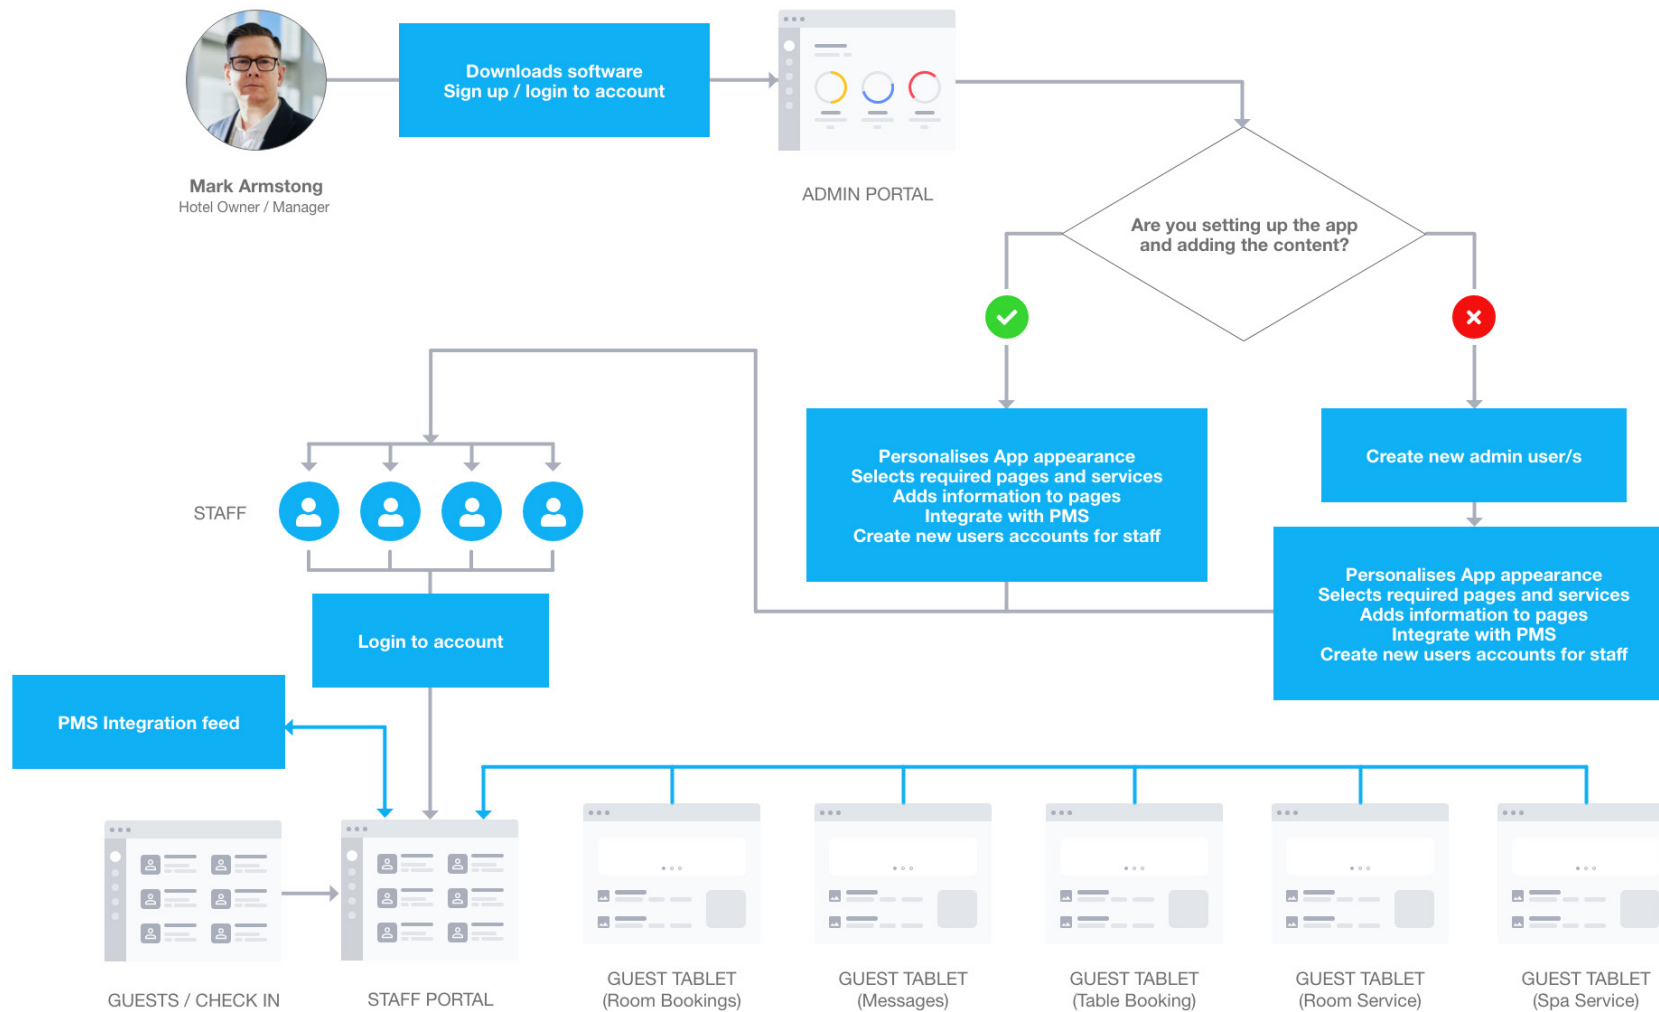 Downloads software
Sign up / login to account
Mark Armstong
Hotel Owner / Manager
ADMIN PORTAL
Are you setting up the app
and adding the content?
Personalises App appearance
Selects required pages and services
Adds information to pages
Integrate with PMS
Create new users accounts for staff
Create new admin user/s
Personalises App appearance
Selects required pages and services
Adds information to pages
Integrate with PMS
Create new users accounts for staff
STAFF
Login to account
PMS Integration feed
GUESTS / CHECK IN
STAFF PORTAL
GUEST TABLET
(Room Bookings)
GUEST TABLET
(Messages)
GUEST TABLET
(Table Booking)
GUEST TABLET
(Room Service)
GUEST TABLET
(Spa Service)